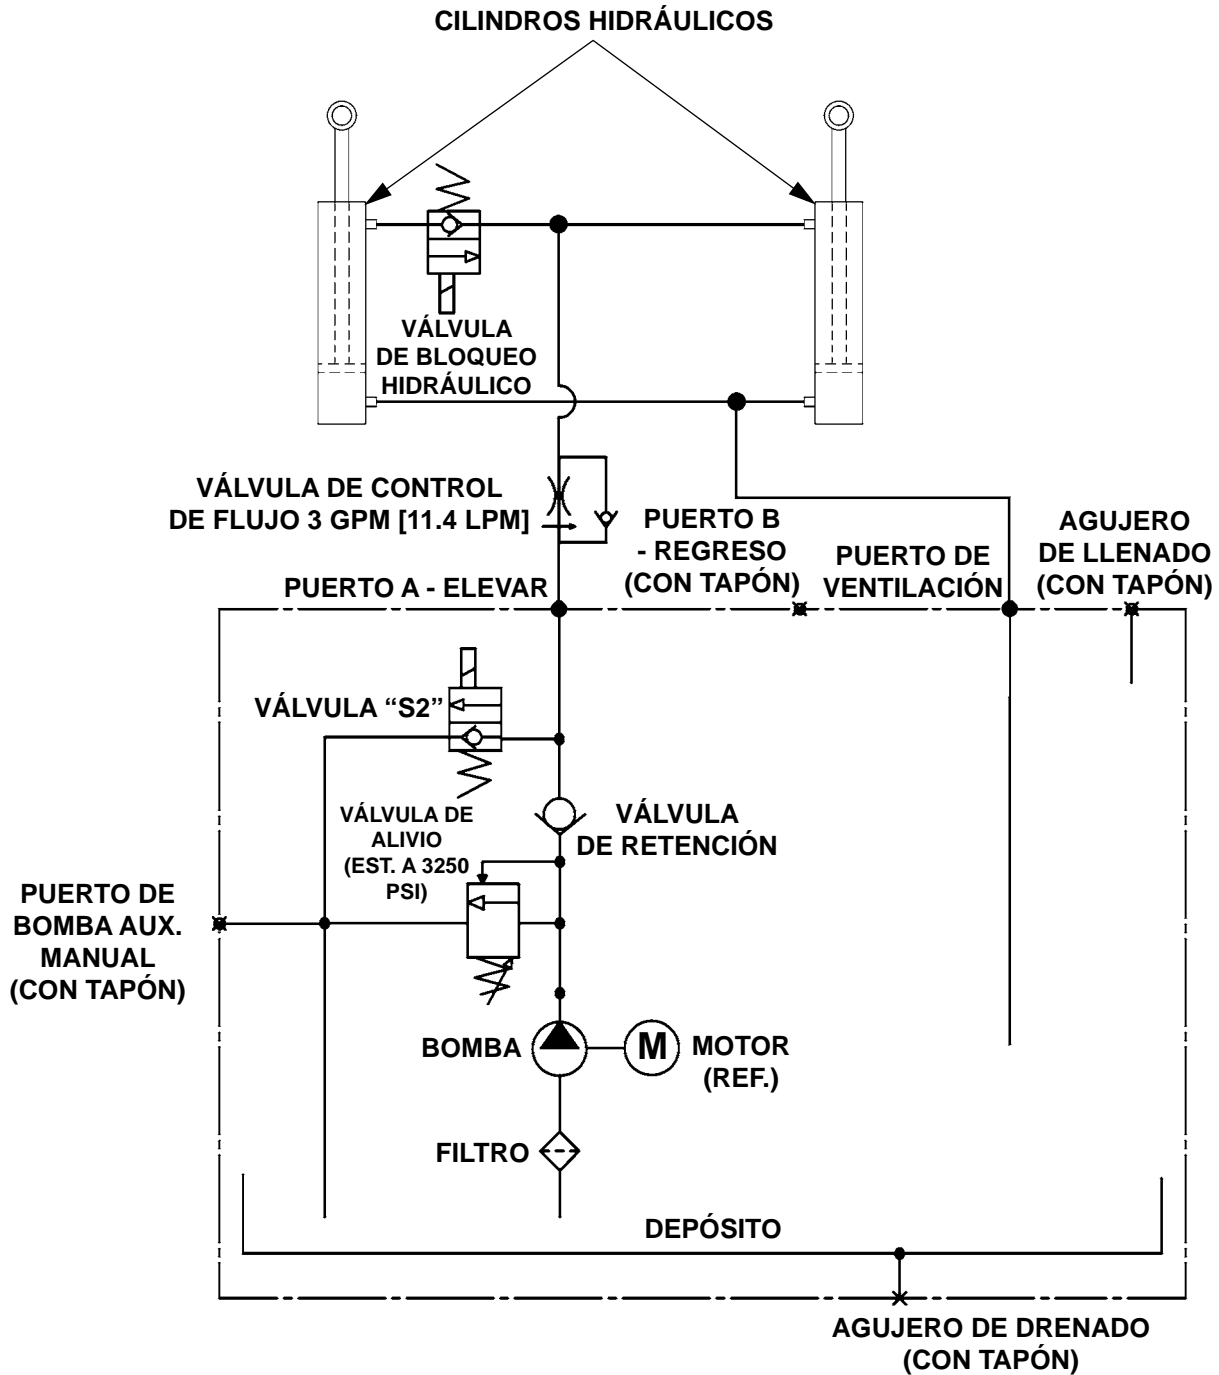 CILINDROS HIDRÁULICOS
VÁLVULA
DE BLOQUEO
HIDRÁULICO
VÁLVULA DE CONTROL
DE FLUJO 3 GPM [11.4 LPM]
PUERTO B
- REGRESO
(CON TAPÓN)
PUERTO DE
VENTILACIÓN
AGUJERO
DE LLENADO
(CON TAPÓN)
PUERTO A - ELEVAR
VÁLVULA “S2”
VÁLVULA DE
ALIVIO
(EST. A 3250
PSI)
VÁLVULA
DE RETENCIÓN
PUERTO DE
BOMBA AUX.
MANUAL
(CON TAPÓN)
BOMBA
M
MOTOR
(REF.)
FILTRO
DEPÓSITO
AGUJERO DE DRENADO
(CON TAPÓN)